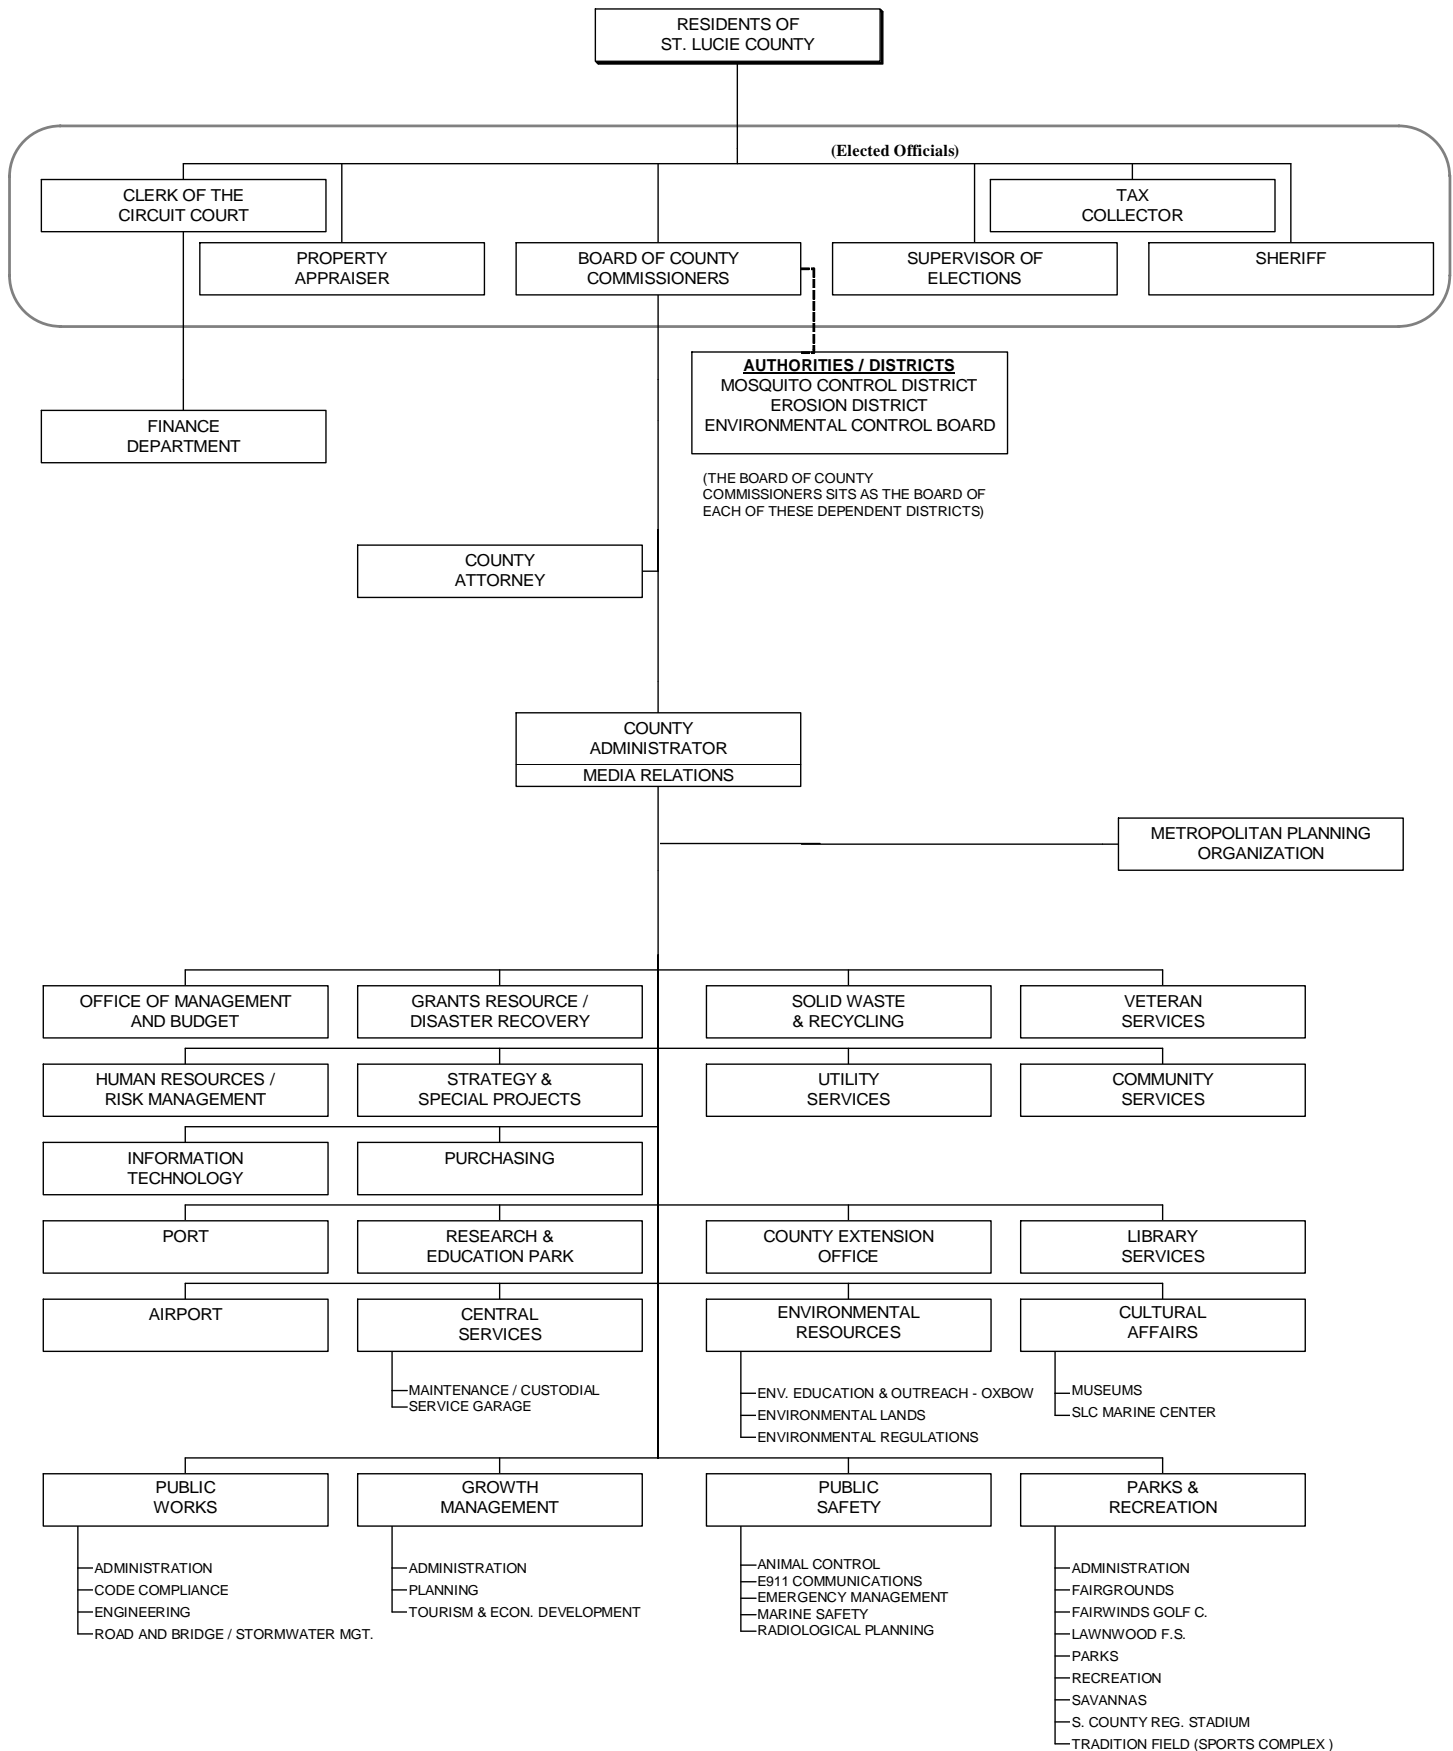 RESIDENTS OF
ST. LUCIE COUNTY
(Elected Officials)
CLERK OF THE
CIRCUIT COURT
TAX
COLLECTOR
PROPERTY
APPRAISER
BOARD OF COUNTY
COMMISSIONERS
SUPERVISOR OF
ELECTIONS
SHERIFF
AUTHORITIES / DISTRICTS
MOSQUITO CONTROL DISTRICT
EROSION DISTRICT
ENVIRONMENTAL CONTROL BOARD
FINANCE
DEPARTMENT
(THE BOARD OF COUNTY
COMMISSIONERS SITS AS THE BOARD OF
EACH OF THESE DEPENDENT DISTRICTS)
COUNTY
ATTORNEY
COUNTY
ADMINISTRATOR
MEDIA RELATIONS
METROPOLITAN PLANNING
ORGANIZATION
OFFICE OF MANAGEMENT
AND BUDGET
GRANTS RESOURCE /
DISASTER RECOVERY
SOLID WASTE
& RECYCLING
VETERAN
SERVICES
HUMAN RESOURCES /
RISK MANAGEMENT
STRATEGY &
SPECIAL PROJECTS
UTILITY
SERVICES
COMMUNITY
SERVICES
INFORMATION
TECHNOLOGY
PURCHASING
PORT
RESEARCH &
EDUCATION PARK
COUNTY EXTENSION
OFFICE
LIBRARY
SERVICES
AIRPORT
CENTRAL
SERVICES
MAINTENANCE / CUSTODIAL
SERVICE GARAGE
ENVIRONMENTAL
RESOURCES
ENV. EDUCATION & OUTREACH - OXBOW
ENVIRONMENTAL LANDS
ENVIRONMENTAL REGULATIONS
CULTURAL
AFFAIRS
MUSEUMS
SLC MARINE CENTER
PUBLIC
WORKS
ADMINISTRATION
CODE COMPLIANCE
ENGINEERING
ROAD AND BRIDGE / STORMWATER MGT.
GROWTH
MANAGEMENT
ADMINISTRATION
PLANNING
TOURISM & ECON. DEVELOPMENT
PUBLIC
SAFETY
ANIMAL CONTROL
E911 COMMUNICATIONS
EMERGENCY MANAGEMENT
MARINE SAFETY
RADIOLOGICAL PLANNING
PARKS &
RECREATION
ADMINISTRATION
FAIRGROUNDS
FAIRWINDS GOLF C.
LAWNWOOD F.S.
PARKS
RECREATION
SAVANNAS
S. COUNTY REG. STADIUM
TRADITION FIELD (SPORTS COMPLEX )